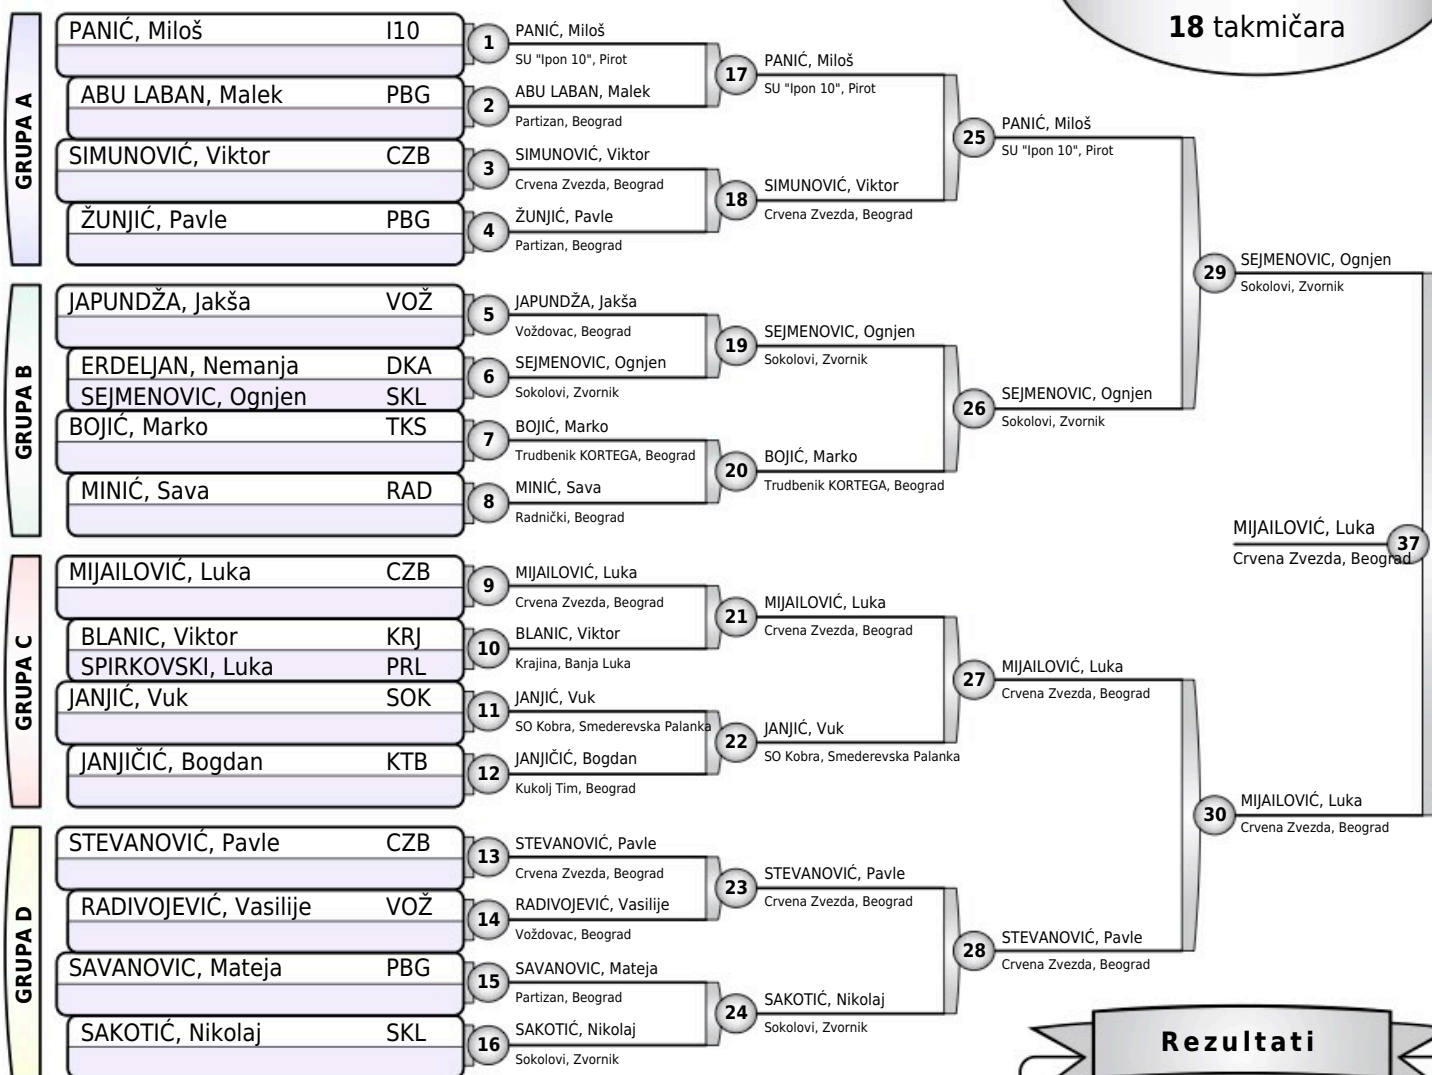 18 takmičara
GRUPA A
PANIĆ, Miloš I10
ABU LABAN, Malek PBG
SIMUNOVIĆ, Viktor CZB
ŽUNJIĆ, Pavle PBG
GRUPA B
JAPUNDŽA, Jakša VOŽ
ERDELJAN, Nemanja DKA
SEJMENOVIC, Ognjen SKL
BOJIĆ, Marko TKS
MINIĆ, Sava RAD
GRUPA C
MIJAILOVIĆ, Luka CZB
BLANIC, Viktor KRJ
SPIRKOVSKI, Luka PRL
JANJIĆ, Vuk SOK
JANJIČIĆ, Bogdan KTB
GRUPA D
STEVANOVIĆ, Pavle CZB
RADIVOJEVIĆ, Vasilije VOŽ
SAVANOVIC, Mateja PBG
SAKOTIĆ, Nikolaj SKL
1 PANIĆ, Miloš
SU "Ipon 10", Pirot
2 ABU LABAN, Malek
Partizan, Beograd
3 SIMUNOVIĆ, Viktor
Crvena Zvezda, Beograd
4 ŽUNJIĆ, Pavle
Partizan, Beograd
5 JAPUNDŽA, Jakša
Voždovac, Beograd
6 SEJMENOVIC, Ognjen
Sokolovi, Zvornik
7 BOJIĆ, Marko
Trudbenik KORTEGA, Beograd
8 MINIĆ, Sava
Radnički, Beograd
9 MIJAILOVIĆ, Luka
Crvena Zvezda, Beograd
10 BLANIC, Viktor
Krajina, Banja Luka
11 JANJIĆ, Vuk
SO Kobra, Smederevska Palanka
12 JANJIČIĆ, Bogdan
Kukolj Tim, Beograd
13 STEVANOVIĆ, Pavle
Crvena Zvezda, Beograd
14 RADIVOJEVIĆ, Vasilije
Voždovac, Beograd
15 SAVANOVIC, Mateja
Partizan, Beograd
16 SAKOTIĆ, Nikolaj
Sokolovi, Zvornik
17 PANIĆ, Miloš
SU "Ipon 10", Pirot
18 SIMUNOVIĆ, Viktor
Crvena Zvezda, Beograd
19 SEJMENOVIC, Ognjen
Sokolovi, Zvornik
20 BOJIĆ, Marko
Trudbenik KORTEGA, Beograd
21 MIJAILOVIĆ, Luka
Crvena Zvezda, Beograd
22 JANJIĆ, Vuk
SO Kobra, Smederevska Palanka
23 STEVANOVIĆ, Pavle
Crvena Zvezda, Beograd
24 SAKOTIĆ, Nikolaj
Sokolovi, Zvornik
25 PANIĆ, Miloš
SU "Ipon 10", Pirot
26 SEJMENOVIC, Ognjen
Sokolovi, Zvornik
27 MIJAILOVIĆ, Luka
Crvena Zvezda, Beograd
28 STEVANOVIĆ, Pavle
Crvena Zvezda, Beograd
29 SEJMENOVIC, Ognjen
Sokolovi, Zvornik
30 MIJAILOVIĆ, Luka
Crvena Zvezda, Beograd
MIJAILOVIĆ, Luka 37
Crvena Zvezda, Beograd
Rezultati